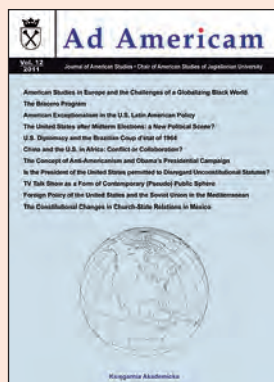 Ad Americam
Vol. 12
2011
Journal of American Studies • Chair of American Studies of Jagiellonian University
American Studies in Europe and the Challenges of a Globalizing Black World
The Beacons Program
American Exceptionalism in the U.S. Latin American Policy
The United States after Midterm Elections: a New Political Scene?
U.S. Diplomacy and the Brazilian Coup d'état of 1964
China and the U.S. in Africa: Conflict or Collaboration?
The Concept of Anti-Americanism and Obama's Presidential Campaign
Is the President of the United States permitted to Disregard Unconstitutional Statutes?
TV Talk Show as a Form of Contemporary (Pseudo)-Public Sphere
Foreign Policy of the United States and the Soviet Union in the Mediterranean
The Constitutional Changes in Church-State Relations in Mexico
Księgarnia Akademicka